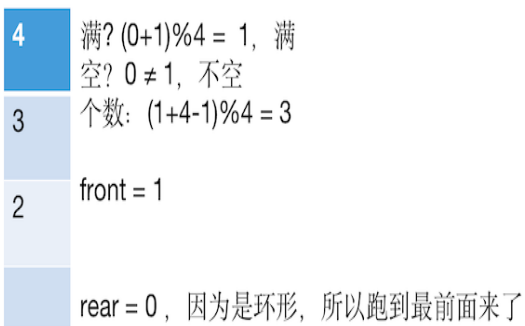 4
满? (0+1)%4 = 1, 满
空? 0 ≠ 1, 不空
3
个数: (1+4-1)%4 = 3
front = 1
2
rear = 0 , 因为是环形, 所以跑到最前面来了